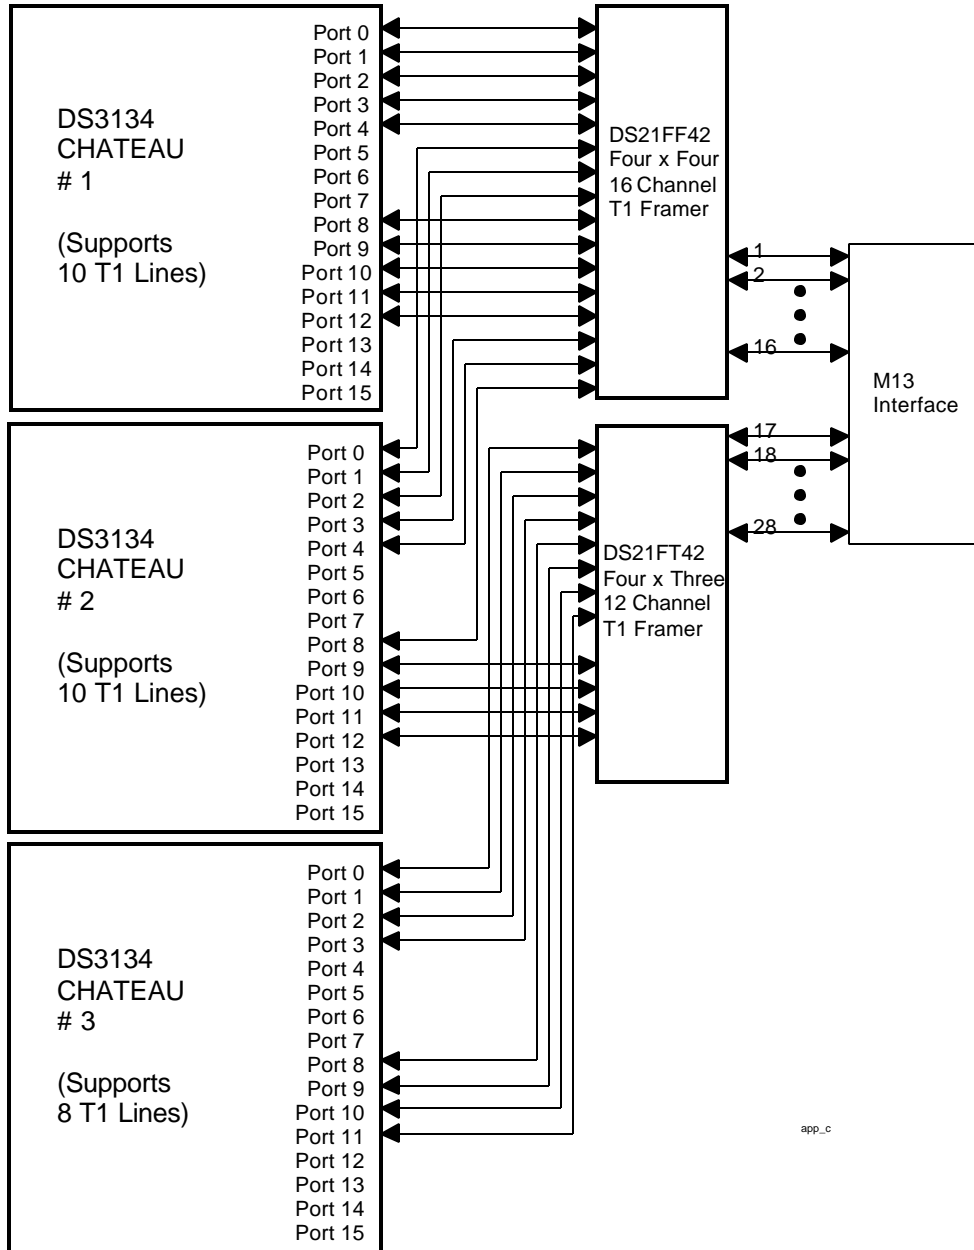 DS3134
CHATEAU
# 1
(Supports
10 T1 Lines)
Port 0
Port 1
Port 2
Port 3
Port 4
Port 5
Port 6
Port 7
Port 8
Port 9
Port 10
Port 11
Port 12
Port 13
Port 14
Port 15
DS21FF42
Four x Four
16 Channel
T1 Framer
1
2
16
M13
Interface
DS3134
CHATEAU
# 2
(Supports
10 T1 Lines)
Port 0
Port 1
Port 2
Port 3
Port 4
Port 5
Port 6
Port 7
Port 8
Port 9
Port 10
Port 11
Port 12
Port 13
Port 14
Port 15
DS21FT42
Four x Three
12 Channel
T1 Framer
17
18
28
DS3134
CHATEAU
# 3
(Supports
8 T1 Lines)
Port 0
Port 1
Port 2
Port 3
Port 4
Port 5
Port 6
Port 7
Port 8
Port 9
Port 10
Port 11
Port 12
Port 13
Port 14
Port 15
app_c